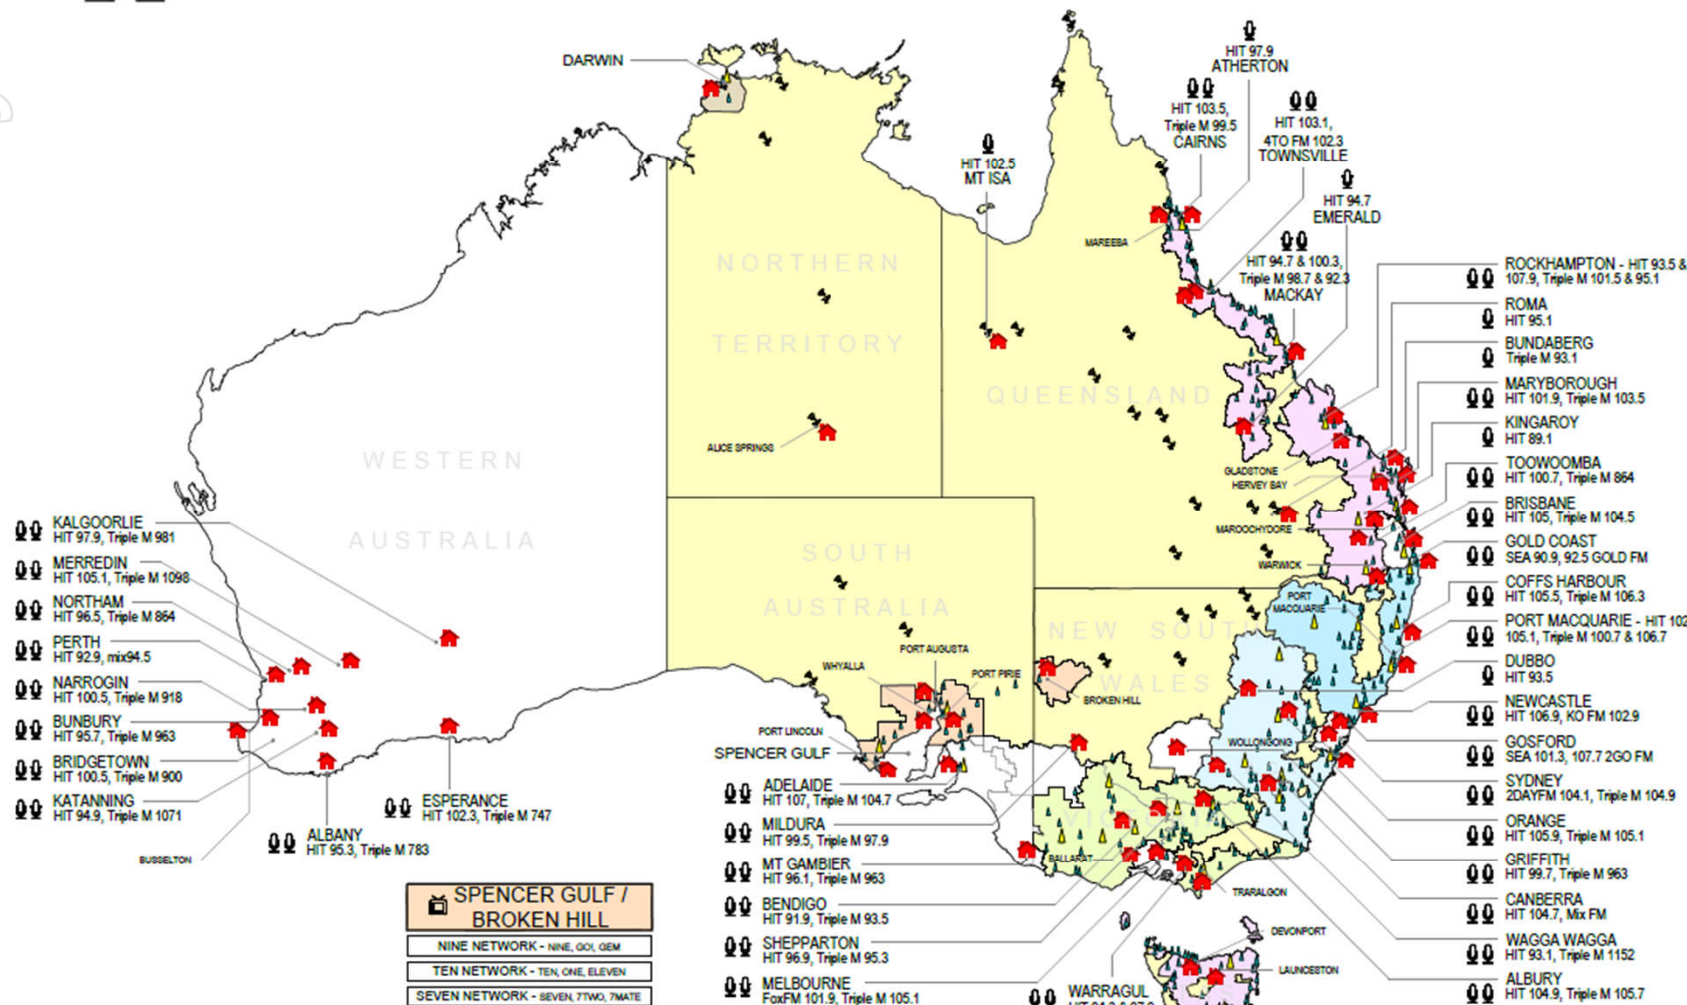 DARWIN
HIT 97.9
ATHERTON
HIT 103.5,
Triple M 99.5
CAIRNS
HIT 103.1,
4TO FM 102.3
TOWNSVILLE
HIT 102.5
MT ISA
HIT 94.7
EMERALD
HIT 94.7 & 100.3,
Triple M 98.7 & 92.3
MACKAY
MAREEBA
NORTHERN
TERRITORY
QUEENSLAND
WESTERN
AUSTRALIA
SOUTH
AUSTRALIA
NEW SOUTH
WALES
VICTORIA
ALICE SPRINGS
GLADSTONE
HERVEY BAY
MAROOCHYDORE
WARWICK
PORT
MACQUARIE
PORT AUGUSTA
WHYALLA
PORT PIRIE
BROKEN HILL
PORT LINCOLN
SPENCER GULF
WOLLONGONG
BALLARAT
TRARALGON
DEVONPORT
LAUNCESTON
BUSSELTON
ROCKHAMPTON - HIT 93.5 &
107.9, Triple M 101.5 & 95.1
ROMA
HIT 95.1
BUNDABERG
Triple M 93.1
MARYBOROUGH
HIT 101.9, Triple M 103.5
KINGAROY
HIT 89.1
TOOWOOMBA
HIT 100.7, Triple M 864
BRISBANE
HIT 105, Triple M 104.5
GOLD COAST
SEA 90.9, 92.5 GOLD FM
COFFS HARBOUR
HIT 105.5, Triple M 106.3
PORT MACQUARIE - HIT 102
105.1, Triple M 100.7 & 106.7
DUBBO
HIT 93.5
NEWCASTLE
HIT 106.9, KO FM 102.9
GOSFORD
SEA 101.3, 107.7 2GO FM
SYDNEY
2DAYFM 104.1, Triple M 104.9
ORANGE
HIT 105.9, Triple M 105.1
GRIFFITH
HIT 99.7, Triple M 963
CANBERRA
HIT 104.7, Mix FM
WAGGA WAGGA
HIT 93.1, Triple M 1152
ALBURY
HIT 104.9, Triple M 105.7
KALGOORLIE
HIT 97.9, Triple M 981
MERREDIN
HIT 105.1, Triple M 1098
NORTHAM
HIT 96.5, Triple M 864
PERTH
HIT 92.9, mix94.5
NARROGIN
HIT 100.5, Triple M 918
BUNBURY
HIT 95.7, Triple M 963
BRIDGETOWN
HIT 100.5, Triple M 900
KATANNING
HIT 94.9, Triple M 1071
ALBANY
HIT 95.3, Triple M 783
ESPERANCE
HIT 102.3, Triple M 747
ADELAIDE
HIT 107, Triple M 104.7
MILDURA
HIT 99.5, Triple M 97.9
MT GAMBIER
HIT 96.1, Triple M 963
BENDIGO
HIT 91.9, Triple M 93.5
SHEPPARTON
HIT 96.9, Triple M 95.3
MELBOURNE
FoxFM 101.9, Triple M 105.1
WARRAGUL
SPENCER GULF /
BROKEN HILL
NINE NETWORK - NINE, GO!, GEM
TEN NETWORK - TEN, ONE, ELEVEN
SEVEN NETWORK - SEVEN, 7TWO, 7MATE